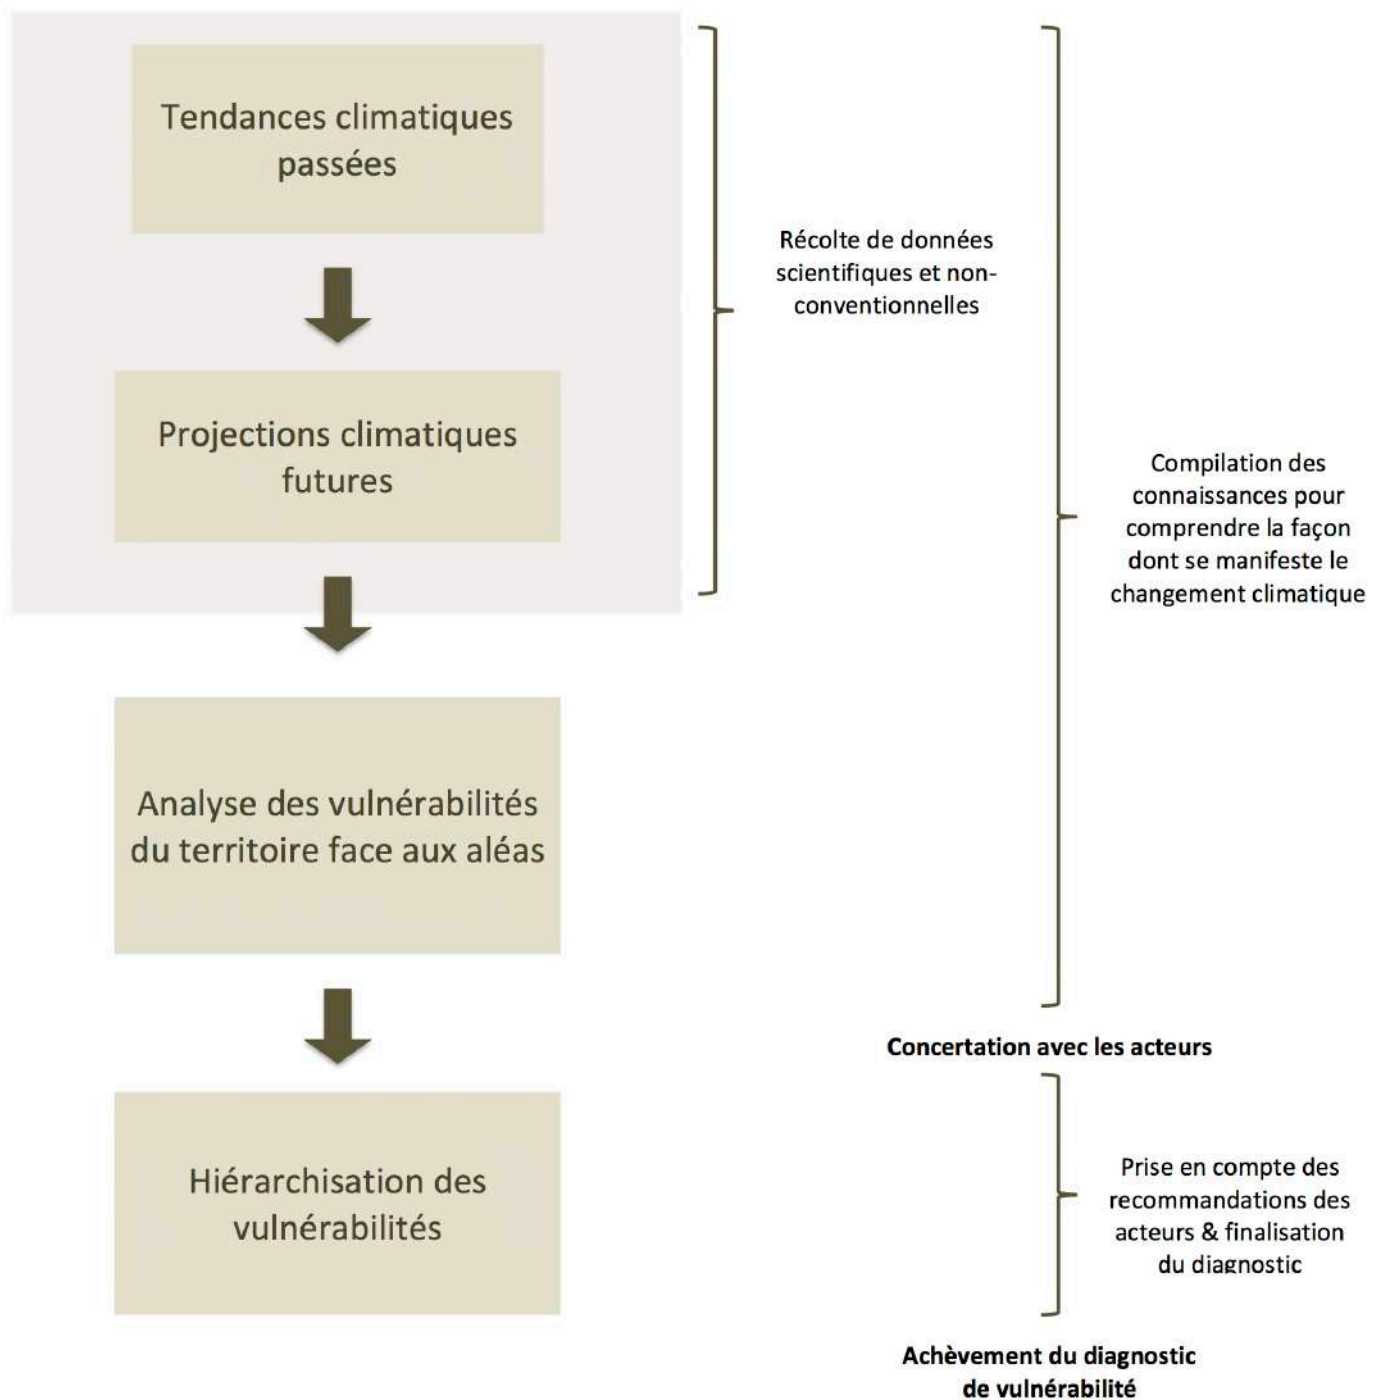 Tendances climatiques
passées
Récolte de données
scientifiques et non-
conventionnelles
Projections climatiques
futures
Compilation des
connaissances pour
comprendre la façon
dont se manifeste le
changement climatique
Analyse des vulnérabilités
du territoire face aux aléas
Concertation avec les acteurs
Hiérarchisation des
vulnérabilités
Prise en compte des
recommandations des
acteurs & finalisation
du diagnostic
Achèvement du diagnostic
de vulnérabilité